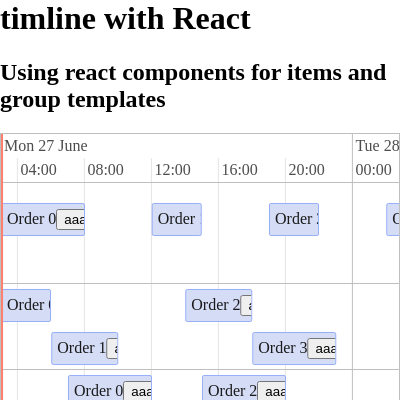 timline with React
Using react components for items and
group templates
Mon 27 June
Tue 28
04:00 08:00 12:00 16:00 20:00 00:00
Order 0 aaa Order Order
Order Order 2
Order 1 Order 3 aaa
Order 0 aaa Order 2 aaa